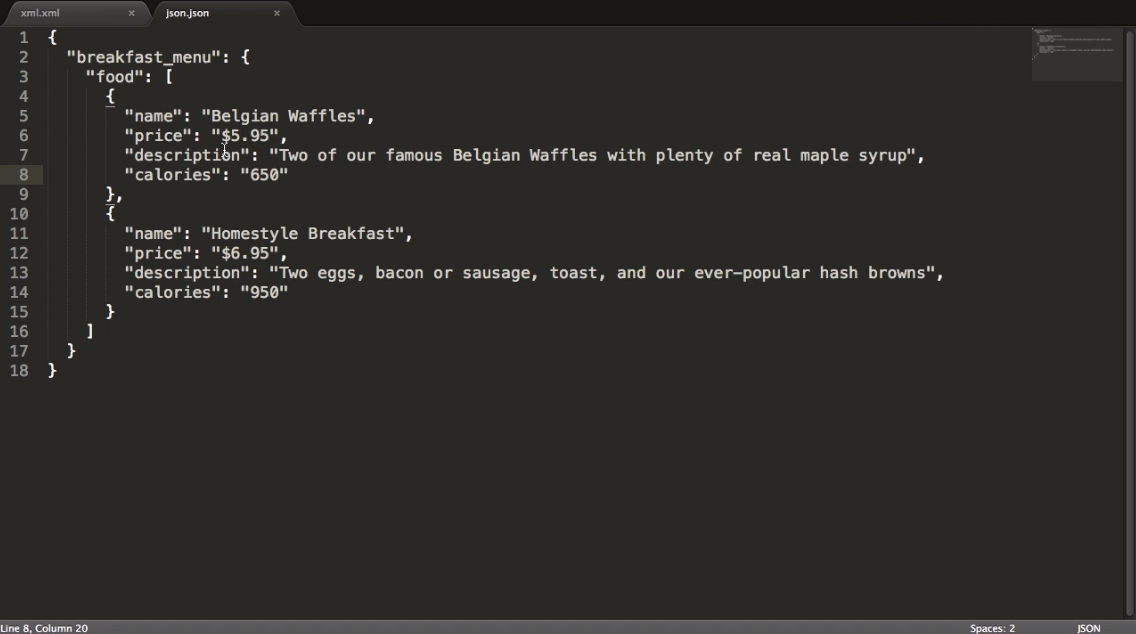 xml.xml × json.json ×
1 {
2 "breakfast_menu": {
3 "food": [
4 {
5 "name": "Belgian Waffles",
6 "price": "$5.95",
7 "description": "Two of our famous Belgian Waffles with plenty of real maple syrup",
8 "calories": "650"
9 },
10 {
11 "name": "Homestyle Breakfast",
12 "price": "$6.95",
13 "description": "Two eggs, bacon or sausage, toast, and our ever-popular hash browns",
14 "calories": "950"
15 }
16 ]
17 }
18 }
Line 8, Column 20 Spaces: 2 JSON